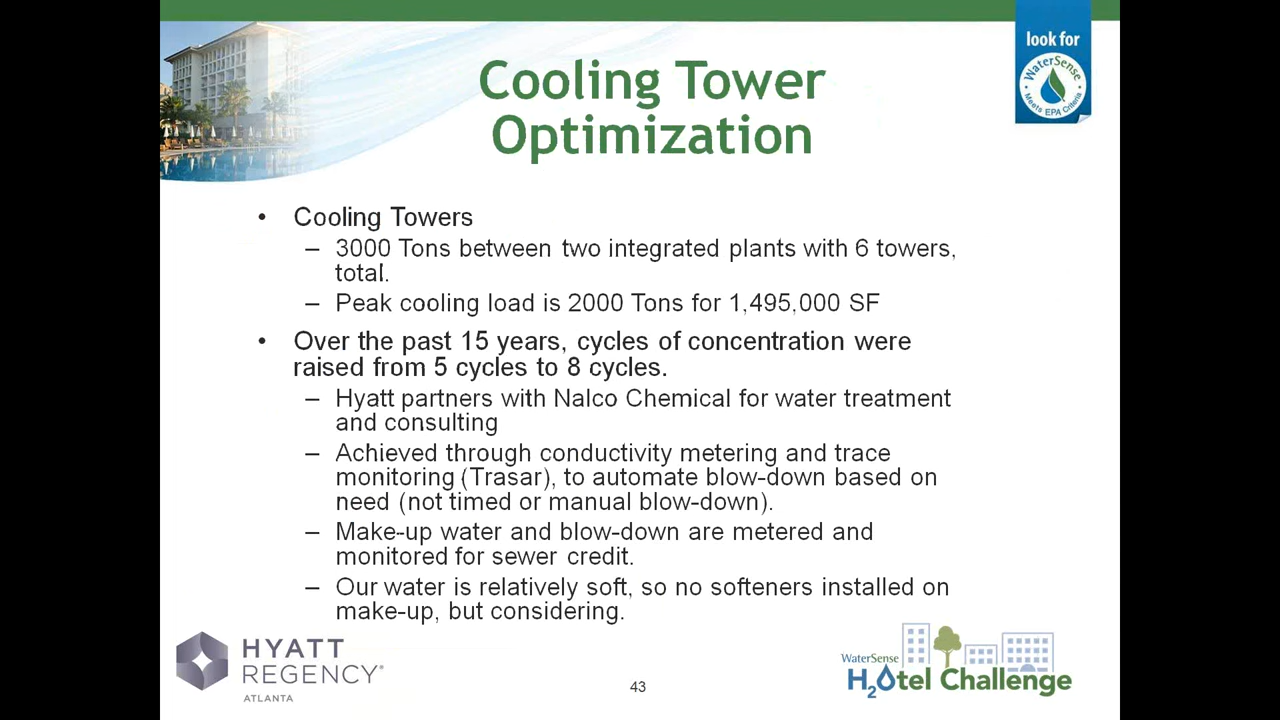 look for
WaterSense
Meets EPA Criteria
Cooling Tower
Optimization
• Cooling Towers
– 3000 Tons between two integrated plants with 6 towers,
total.
– Peak cooling load is 2000 Tons for 1,495,000 SF
• Over the past 15 years, cycles of concentration were
raised from 5 cycles to 8 cycles.
– Hyatt partners with Nalco Chemical for water treatment
and consulting
– Achieved through conductivity metering and trace
monitoring (Trasar), to automate blow-down based on
need (not timed or manual blow-down).
– Make-up water and blow-down are metered and
monitored for sewer credit.
– Our water is relatively soft, so no softeners installed on
make-up, but considering.
HYATT
REGENCY®
ATLANTA
43
WaterSense
H2Otel Challenge